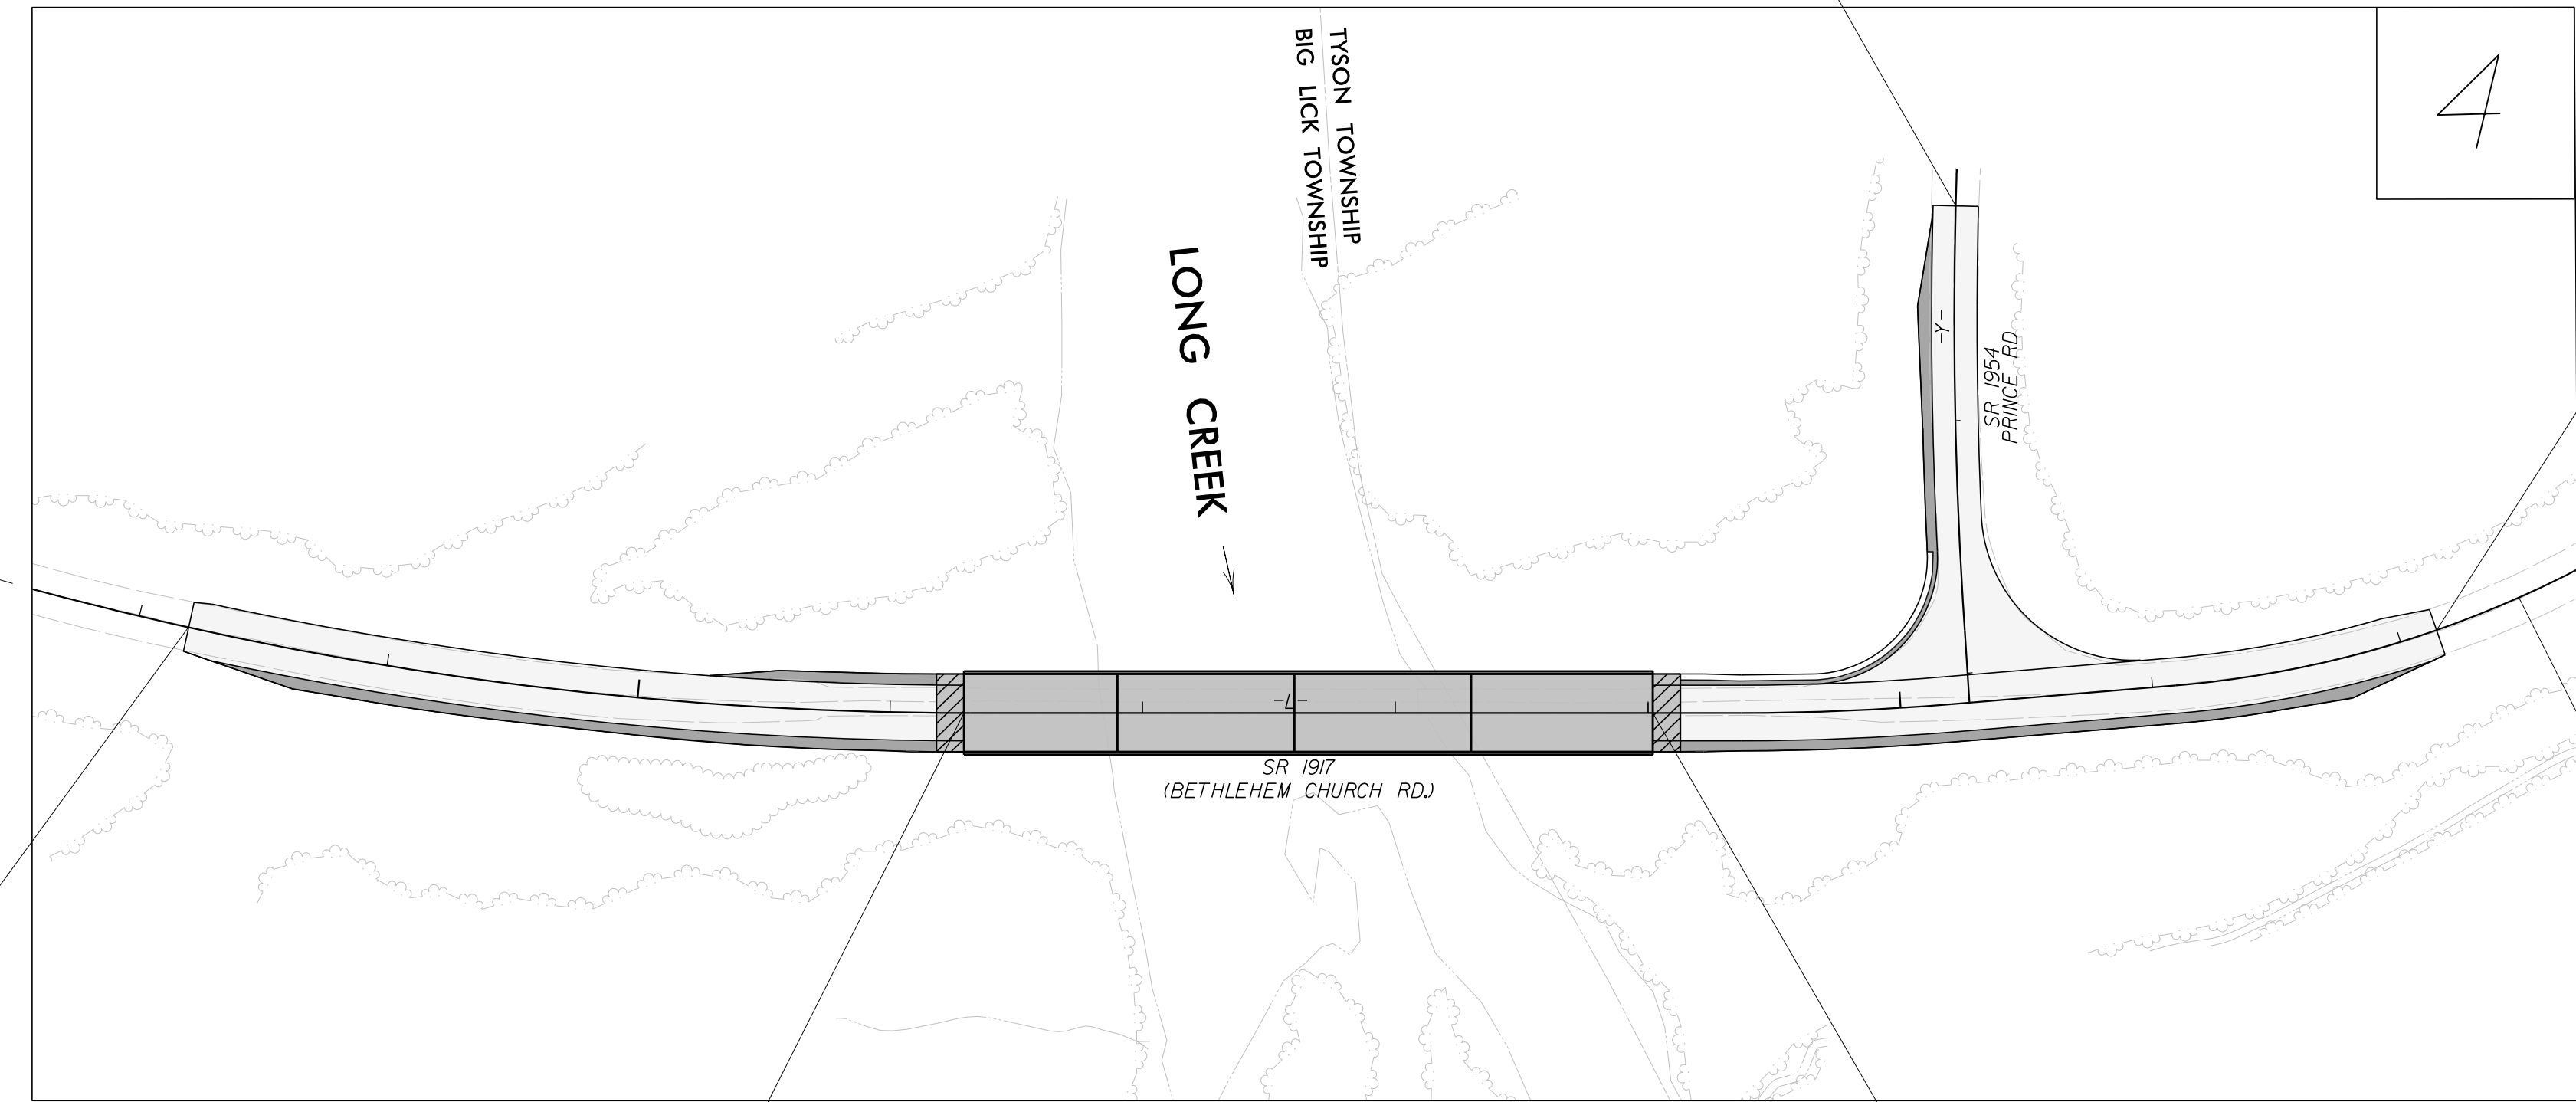 TYSON TOWNSHIP
BIG LICK TOWNSHIP
4
LONG CREEK
-Y-
SR 1954
PRINCE RD
-L-
SR 1917
(BETHLEHEM CHURCH RD.)